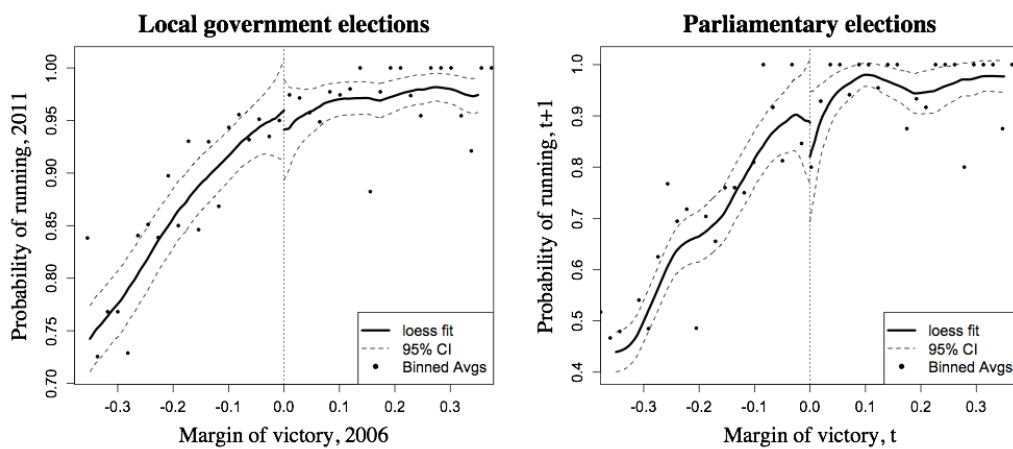 Local government elections
Probability of running, 2011
1.00
0.95
0.90
0.85
0.80
0.75
0.70
-0.3 -0.2 -0.1 0.0 0.1 0.2 0.3
Margin of victory, 2006
loess fit
95% CI
Binned Avgs
Parliamentary elections
Probability of running, t+1
1.0
0.9
0.8
0.7
0.6
0.5
0.4
-0.3 -0.2 -0.1 0.0 0.1 0.2 0.3
Margin of victory, t
loess fit
95% CI
Binned Avgs